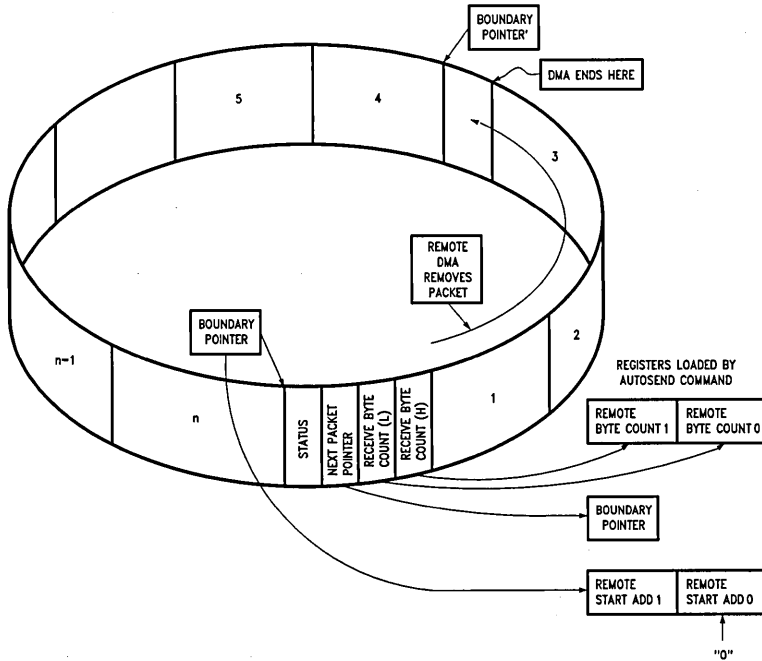 BOUNDARY
POINTER'
DMA ENDS HERE
5
4
3
REMOTE
DMA
REMOVES
PACKET
BOUNDARY
POINTER
2
n-1
n
STATUS
NEXT PACKET
POINTER
RECEIVE BYTE
COUNT (L)
RECEIVE BYTE
COUNT (H)
1
REGISTERS LOADED BY
AUTOSEND COMMAND
REMOTE
BYTE COUNT 1
REMOTE
BYTE COUNT 0
BOUNDARY
POINTER
REMOTE
START ADD 1
REMOTE
START ADD 0
"0"